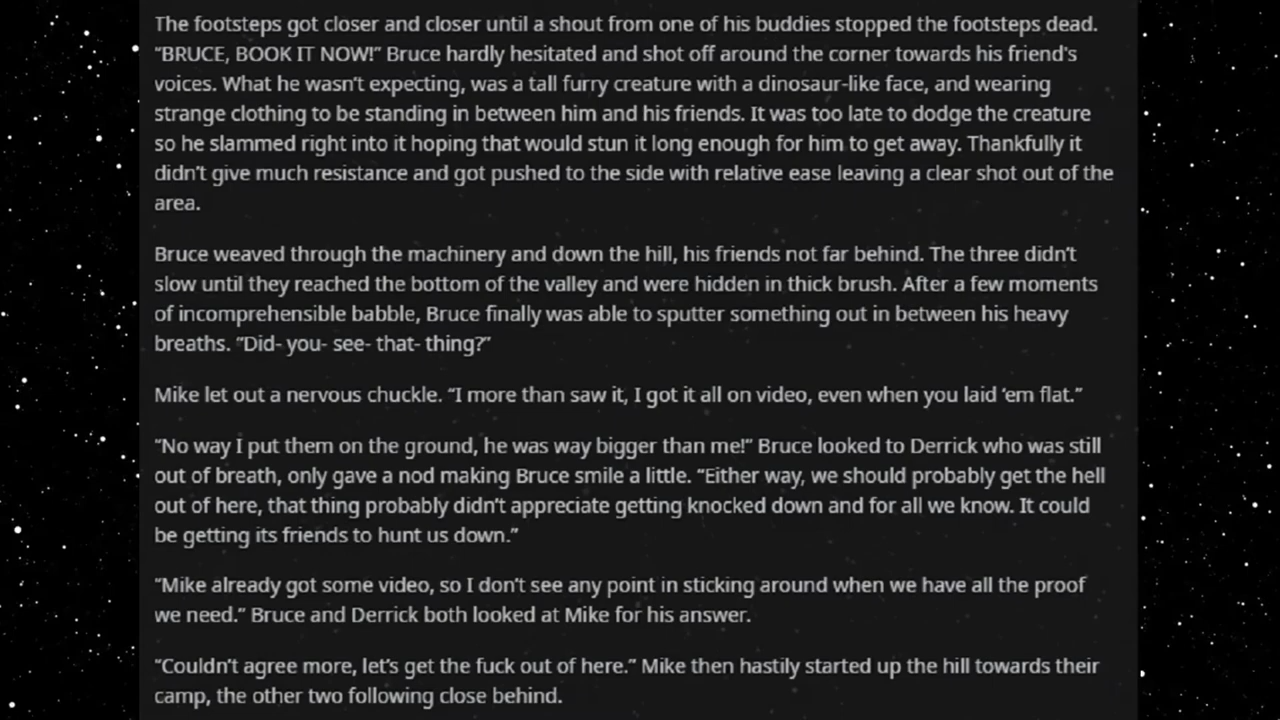 The footsteps got closer and closer until a shout from one of his buddies stopped the footsteps dead.
“BRUCE, BOOK IT NOW!” Bruce hardly hesitated and shot off around the corner towards his friend's
voices. What he wasn’t expecting, was a tall furry creature with a dinosaur-like face, and wearing
strange clothing to be standing in between him and his friends. It was too late to dodge the creature
so he slammed right into it hoping that would stun it long enough for him to get away. Thankfully it
didn’t give much resistance and got pushed to the side with relative ease leaving a clear shot out of the
area.
Bruce weaved through the machinery and down the hill, his friends not far behind. The three didn’t
slow until they reached the bottom of the valley and were hidden in thick brush. After a few moments
of incomprehensible babble, Bruce finally was able to sputter something out in between his heavy
breaths. “Did- you- see- that- thing?”
Mike let out a nervous chuckle. “I more than saw it, I got it all on video, even when you laid ‘em flat.”
“No way I put them on the ground, he was way bigger than me!” Bruce looked to Derrick who was still
out of breath, only gave a nod making Bruce smile a little. “Either way, we should probably get the hell
out of here, that thing probably didn’t appreciate getting knocked down and for all we know. It could
be getting its friends to hunt us down.”
“Mike already got some video, so I don’t see any point in sticking around when we have all the proof
we need.” Bruce and Derrick both looked at Mike for his answer.
“Couldn’t agree more, let’s get the fuck out of here.” Mike then hastily started up the hill towards their
camp, the other two following close behind.